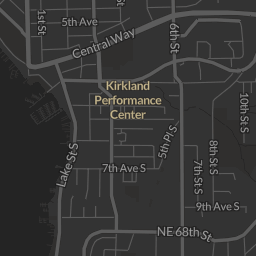 1st St
5th Ave
6th St
Central Way
Kirkland
Performance
Center
10th St S
Lake St S
5th Pl S
8th St S
7th Ave S
7th St S
9th Ave S
NE 68th St